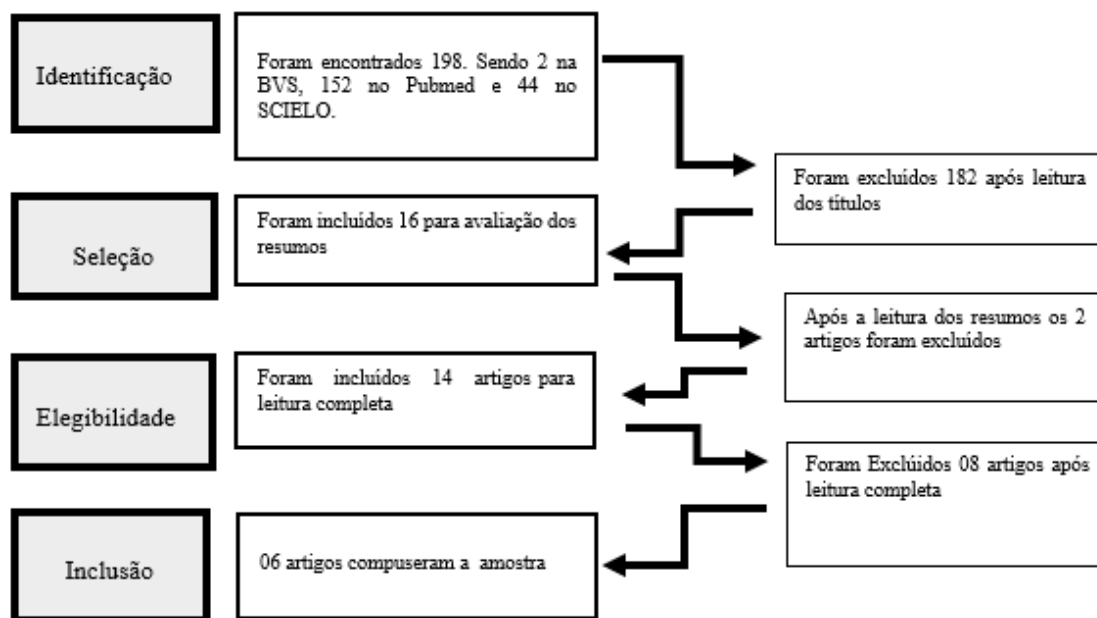 Identificação
Foram encontrados 198. Sendo 2 na
BVS, 152 no Pubmed e 44 no
SCIELO.
Foram excluídos 182 após leitura
dos títulos
Seleção
Foram incluídos 16 para avaliação dos
resumos
Após a leitura dos resumos os 2
artigos foram excluídos
Elegibilidade
Foram incluídos 14 artigos para
leitura completa
Foram Exclúidos 08 artigos após
leitura completa
Inclusão
06 artigos compuseram a amostra